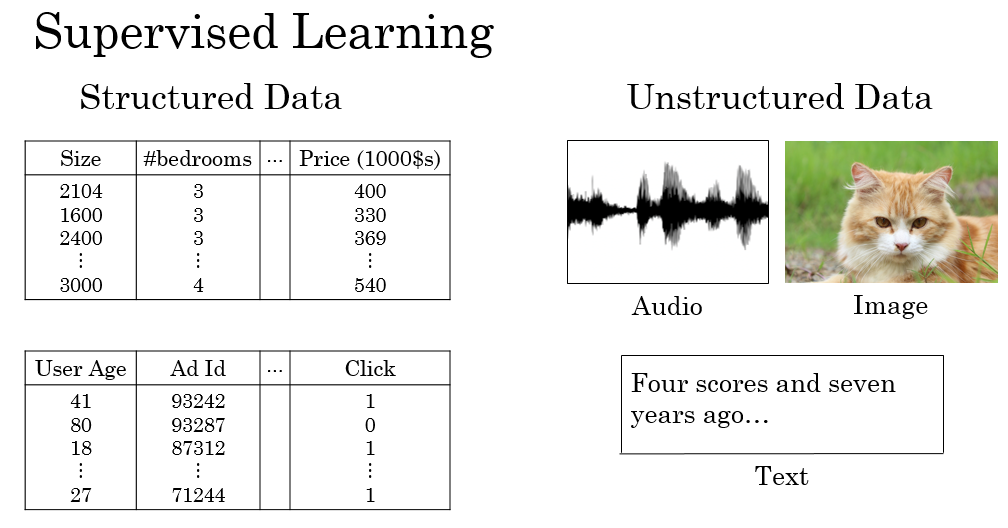 Supervised Learning
Structured Data
Size #bedrooms ... Price (1000$s)
2104 3 400
1600 3 330
2400 3 369
⋮ ⋮ ⋮
3000 4 540
User Age Ad Id ... Click
41 93242 1
80 93287 0
18 87312 1
⋮ ⋮ ⋮
27 71244 1
Unstructured Data
Audio
Image
Four scores and seven
years ago...
Text